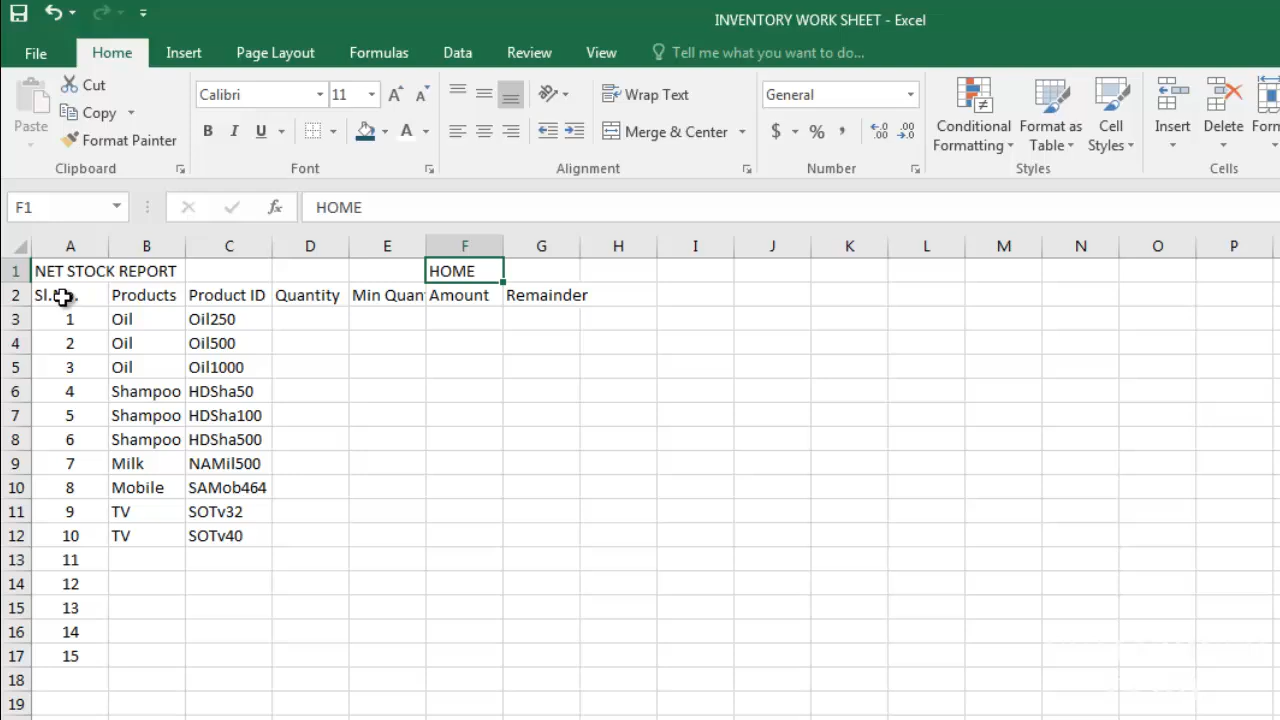 INVENTORY WORK SHEET - Excel
File Home Insert Page Layout Formulas Data Review View Tell me what you want to do...
Paste Cut Copy Format Painter Clipboard
Calibri 11 A A B I U A Font
Wrap Text Merge & Center Alignment
General $ % , Number
Conditional Formatting Format as Table Cell Styles Styles
Insert Delete Cells
F1 fx HOME
A B C D E F G H I J K L M N O P
1 NET STOCK REPORT HOME
2 Products Product ID Quantity Min Quan Amount Remainder
3 1 Oil Oil250
4 2 Oil Oil500
5 3 Oil Oil1000
6 4 Shampoo HDSha50
7 5 Shampoo HDSha100
8 6 Shampoo HDSha500
9 7 Milk NAMil500
10 8 Mobile SAMob464
11 9 TV SOTv32
12 10 TV SOTv40
13 11
14 12
15 13
16 14
17 15
18
19